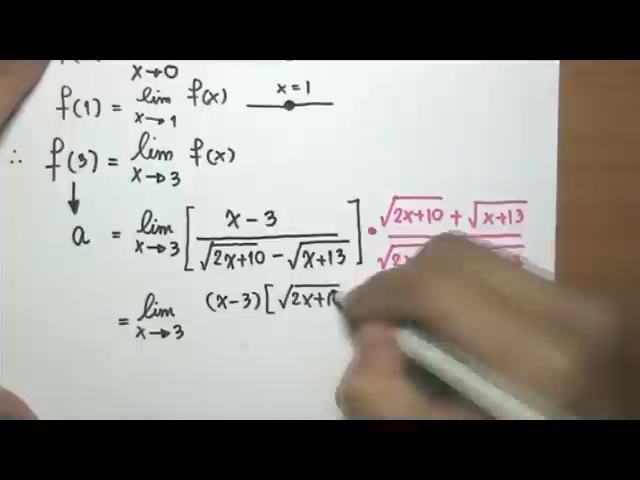 x→0
f(1) = lim f(x) x=1
x→1
∴ f(3) = lim f(x)
x→3
a = lim [ x-3 / √2x+10 - √x+13 ] • √2x+10 + √x+13
x→3
= lim (x-3)[√2x+1
x→3